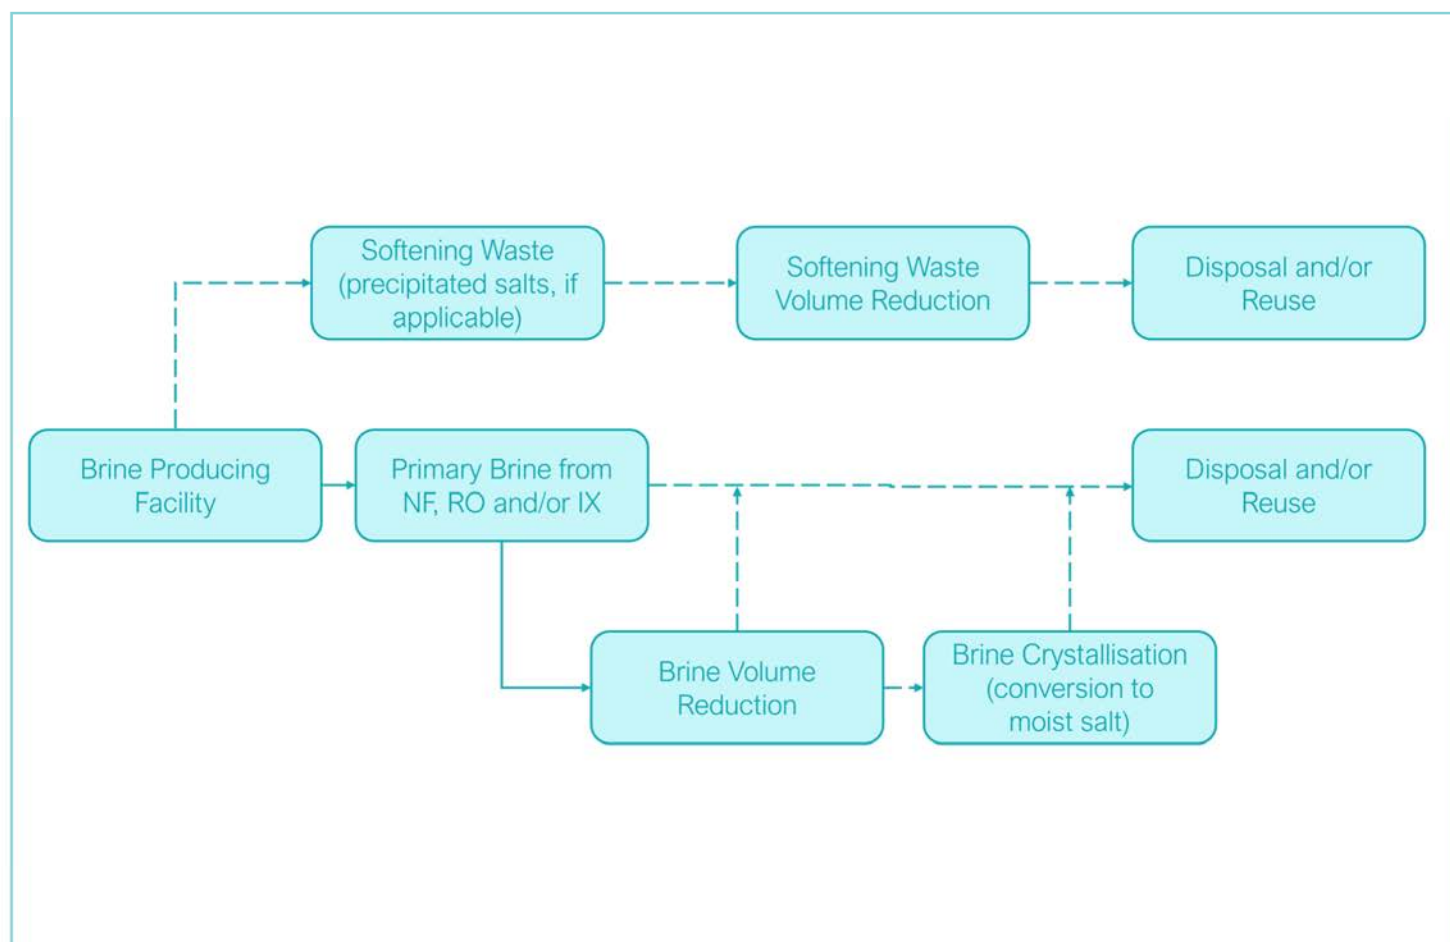 Softening Waste
(precipitated salts, if
applicable)
Softening Waste
Volume Reduction
Disposal and/or
Reuse
Brine Producing
Facility
Primary Brine from
NF, RO and/or IX
Disposal and/or
Reuse
Brine Volume
Reduction
Brine Crystallisation
(conversion to
moist salt)